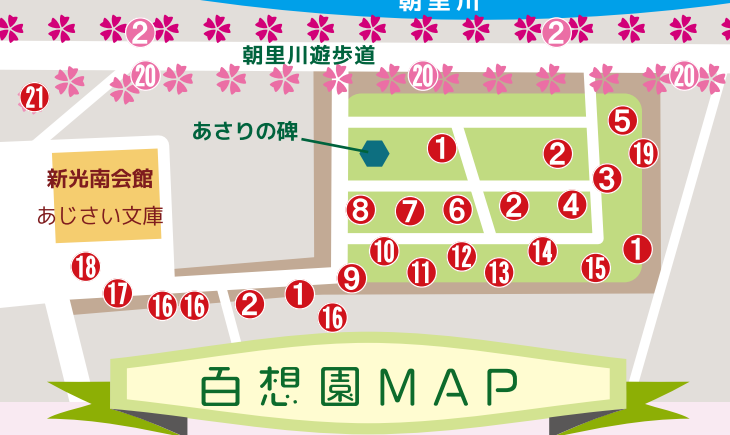 朝里川
2 2
朝里川遊歩道
20 20 20
21
あさりの碑
5
1 2 19
新光南会館
3
あじさい文庫
8 7 6 2 4
10 12 14 1
18 11 13 15
9
17 16 16 2 1
16
百想園MAP